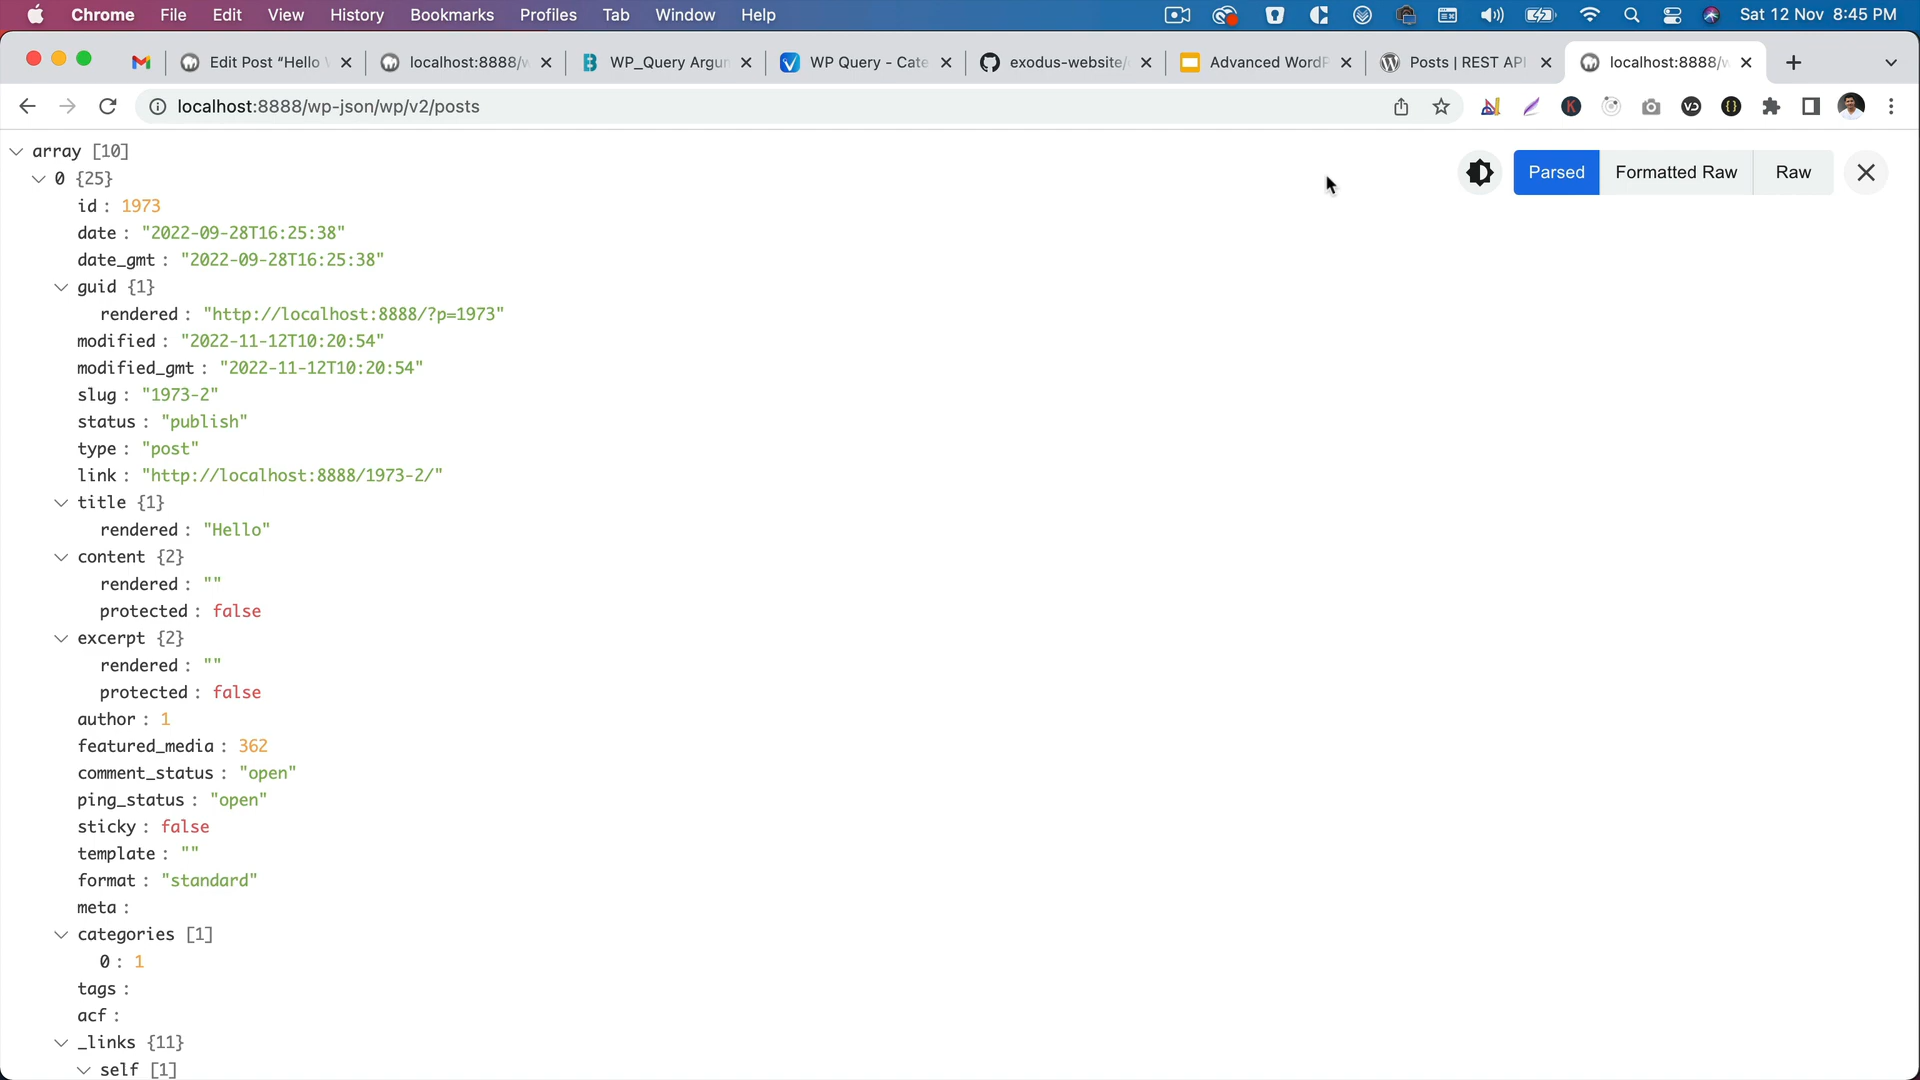 Chrome File Edit View History Bookmarks Profiles Tab Window Help Sat 12 Nov 8:45 PM
Edit Post “Hello localhost:8888/w WP_Query Argu WP Query - Cate exodus-website/ Advanced WordP Posts | REST API localhost:8888/w
localhost:8888/wp-json/wp/v2/posts
array [10]
Parsed Formatted Raw Raw
0 {25}
id : 1973
date : "2022-09-28T16:25:38"
date_gmt : "2022-09-28T16:25:38"
guid {1}
rendered : "http://localhost:8888/?p=1973"
modified : "2022-11-12T10:20:54"
modified_gmt : "2022-11-12T10:20:54"
slug : "1973-2"
status : "publish"
type : "post"
link : "http://localhost:8888/1973-2/"
title {1}
rendered : "Hello"
content {2}
rendered : ""
protected : false
excerpt {2}
rendered : ""
protected : false
author : 1
featured_media : 362
comment_status : "open"
ping_status : "open"
sticky : false
template : ""
format : "standard"
meta :
categories [1]
0 : 1
tags :
acf :
_links {11}
self [1]